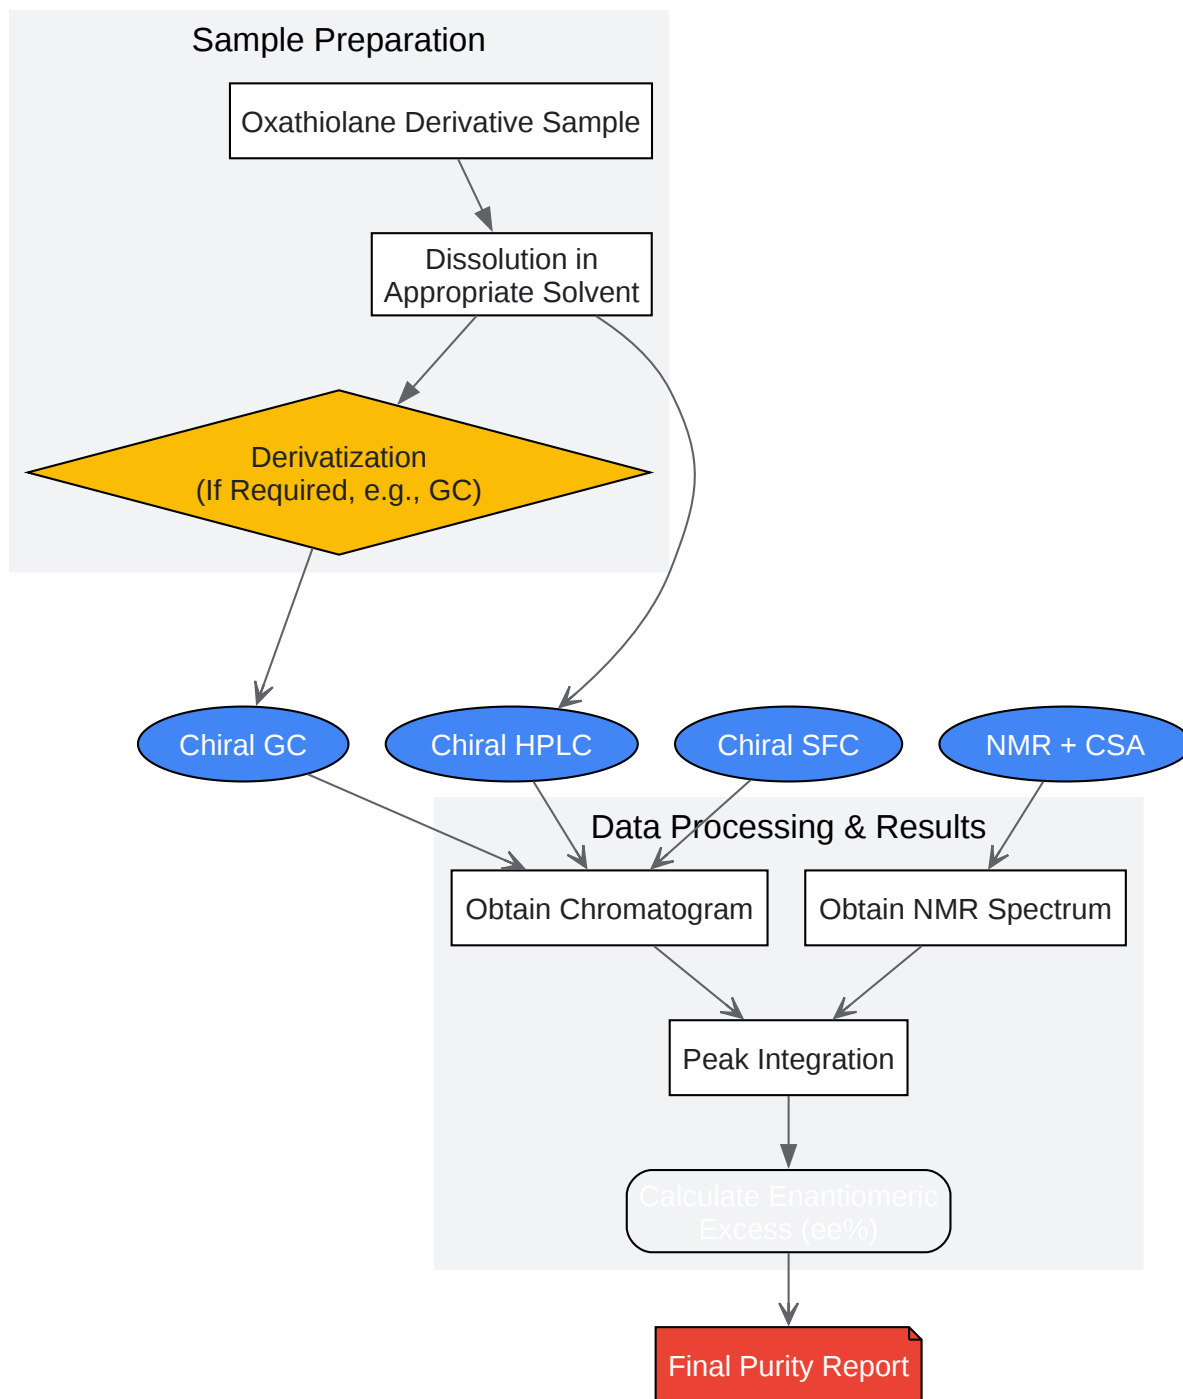 Sample Preparation
Oxathiolane Derivative Sample
Dissolution in
Appropriate Solvent
Derivatization
(If Required, e.g., GC)
Chiral GC
Chiral HPLC
Chiral SFC
NMR + CSA
Data Processing & Results
Obtain Chromatogram
Obtain NMR Spectrum
Peak Integration
Calculate Enantiomeric
Excess (ee%)
Final Purity Report